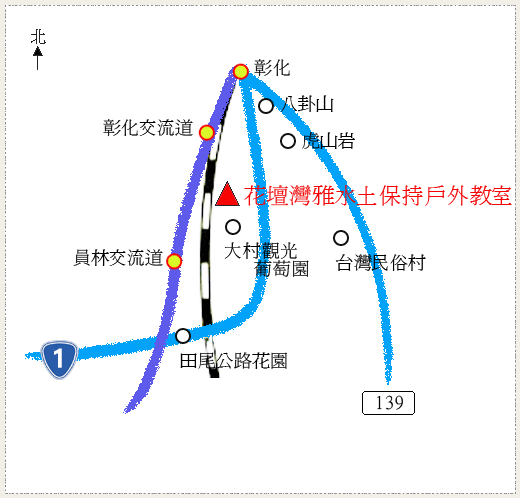 北
彰化
八卦山
彰化交流道
虎山岩
花壇灣雅水土保持戶外教室
大村觀光
葡萄園
員林交流道
台灣民俗村
1
田尾公路花園
139